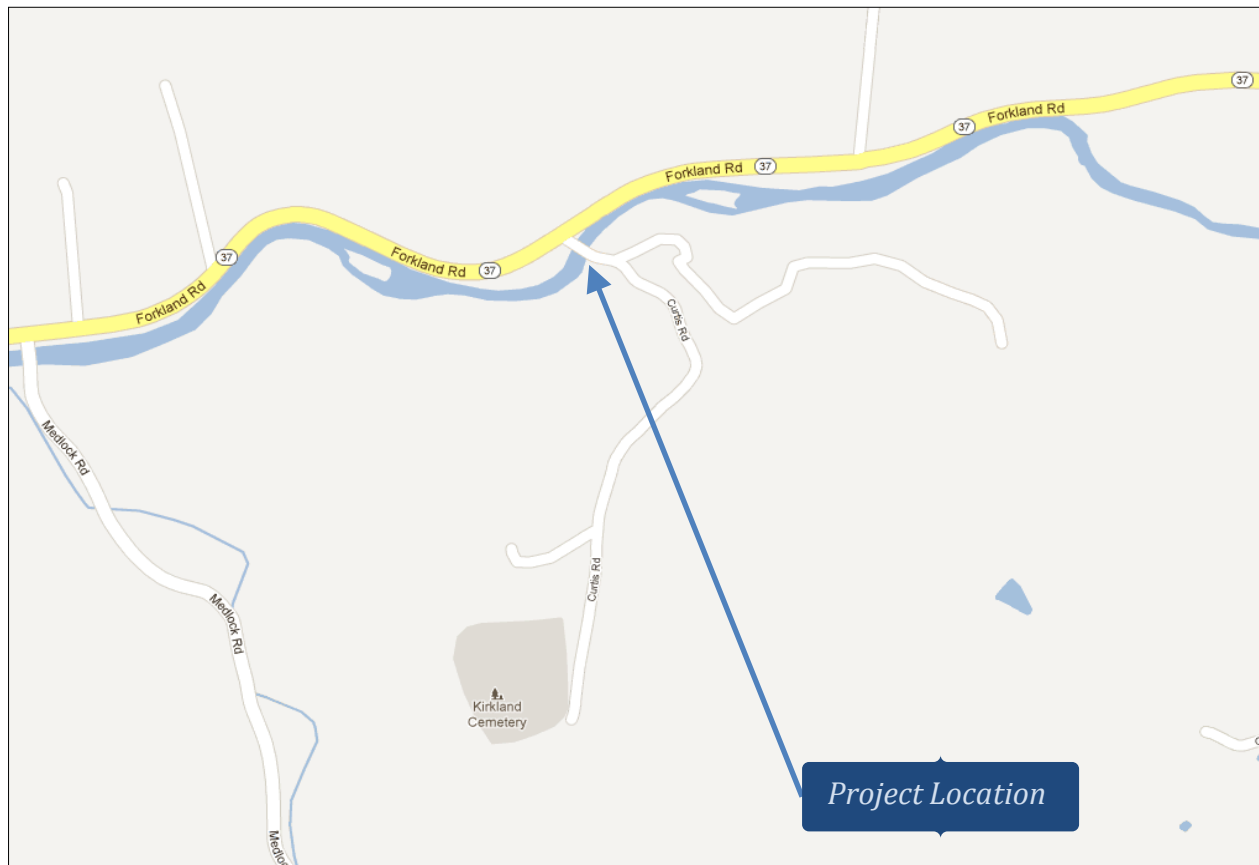 37
Forkland Rd
37
Forkland Rd
37
Forkland Rd
37
Forkland Rd
37
Forkland Rd
37
Curtis Rd
Medlock Rd
Curtis Rd
Medlock Rd
Kirkland
Cemetery
Project Location